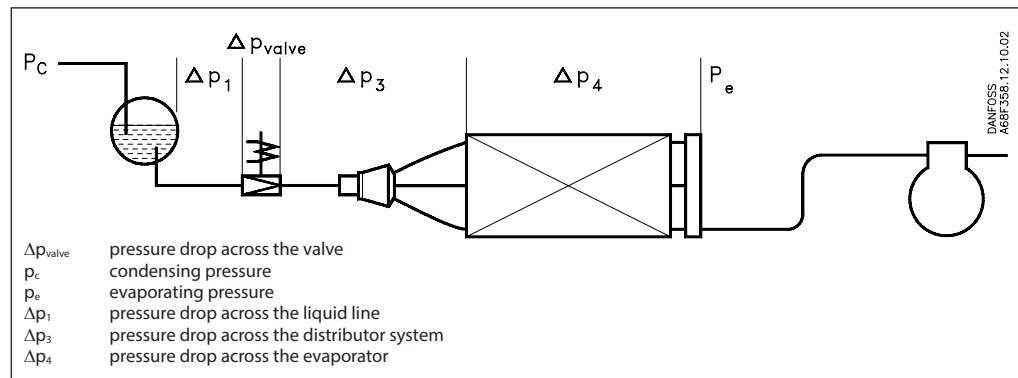 Δ p_valve
P_C
Δ p_1
Δ p_3
Δ p_4
P_e
DANFOSS
A68F358.12.10.02
Δp_valve pressure drop across the valve
p_c condensing pressure
p_e evaporating pressure
Δp_1 pressure drop across the liquid line
Δp_3 pressure drop across the distributor system
Δp_4 pressure drop across the evaporator